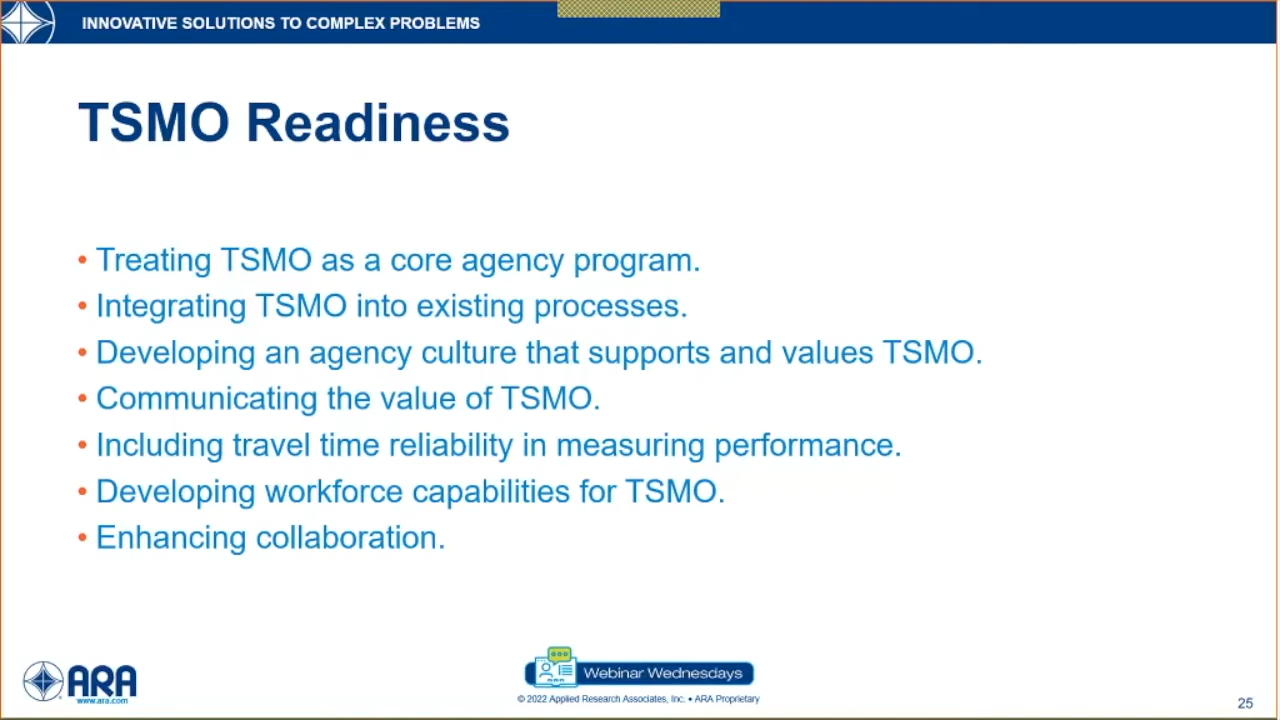 INNOVATIVE SOLUTIONS TO COMPLEX PROBLEMS
TSMO Readiness
• Treating TSMO as a core agency program.
• Integrating TSMO into existing processes.
• Developing an agency culture that supports and values TSMO.
• Communicating the value of TSMO.
• Including travel time reliability in measuring performance.
• Developing workforce capabilities for TSMO.
• Enhancing collaboration.
ARA
www.ara.com
Webinar Wednesdays
© 2022 Applied Research Associates, Inc. • ARA Proprietary
25